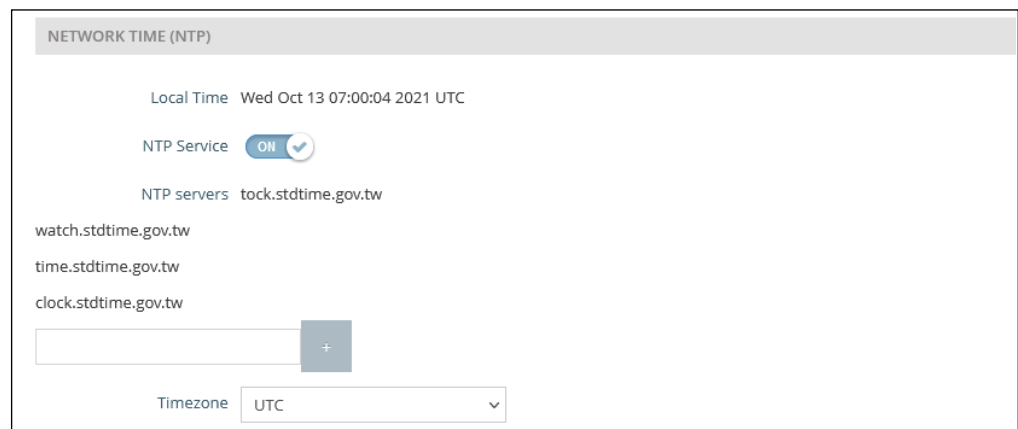 NETWORK TIME (NTP)
Local Time Wed Oct 13 07:00:04 2021 UTC
NTP Service ON
NTP servers tock.stdtime.gov.tw
watch.stdtime.gov.tw
time.stdtime.gov.tw
clock.stdtime.gov.tw
+
Timezone UTC